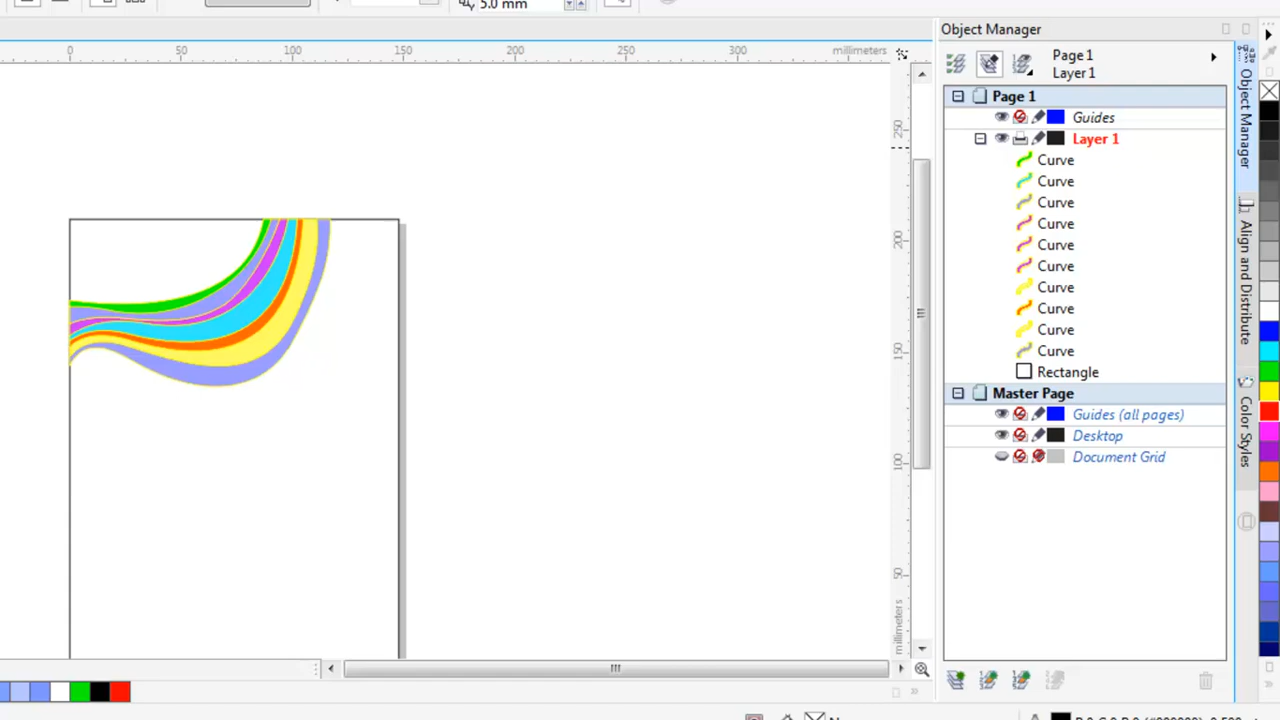 5.0 mm
Object Manager
0 50 100 150 200 250 300 millimeters
Page 1
Layer 1
Page 1
Guides
Layer 1
Curve
Curve
Curve
Curve
Curve
Curve
Curve
Curve
Curve
Curve
Rectangle
Master Page
Guides (all pages)
Desktop
Document Grid
250
200
150
100
50
millimeters
Object Manager
Align and Distribute
Color Styles